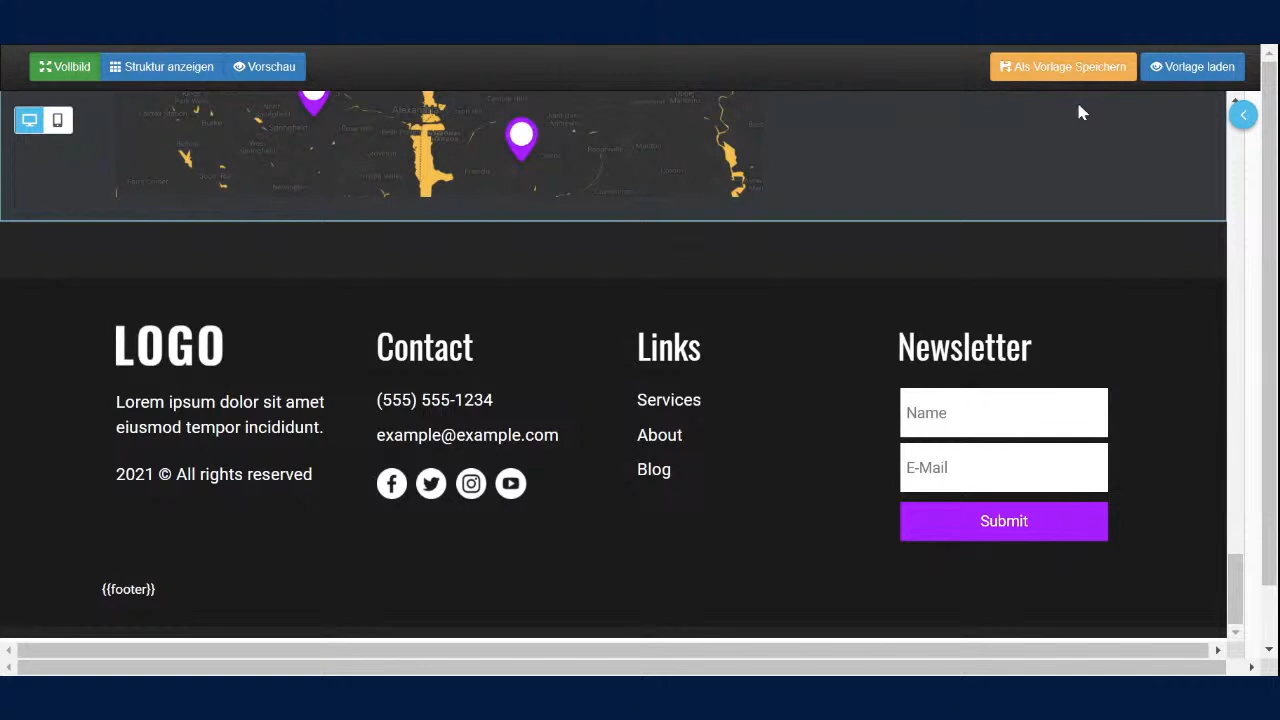 Vollbild Struktur anzeigen Vorschau Als Vorlage Speichern Vorlage laden
Alexandria
LOGO
Lorem ipsum dolor sit amet
eiusmod tempor incididunt.
2021 © All rights reserved
Contact
(555) 555-1234
example@example.com
Links
Services
About
Blog
Newsletter
Name
E-Mail
Submit
{{footer}}